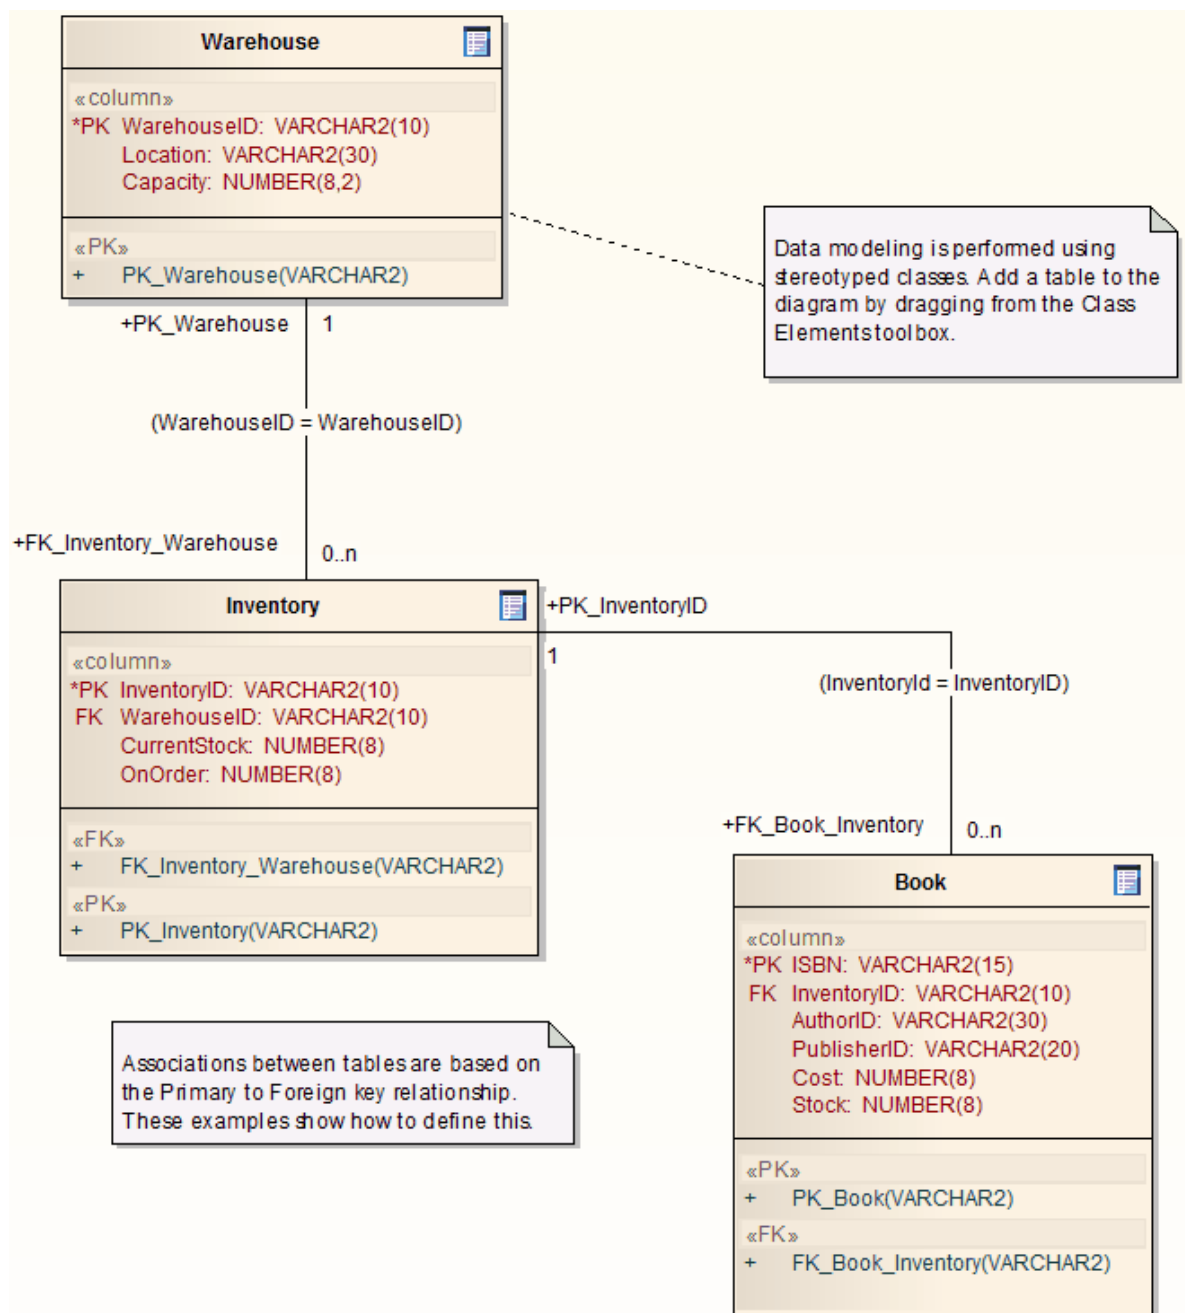 Warehouse
«column»
*PK WarehouseID: VARCHAR2(10)
Location: VARCHAR2(30)
Capacity: NUMBER(8,2)
«PK»
+ PK_Warehouse(VARCHAR2)
Data modeling is performed using
stereotyped classes. Add a table to the
diagram by dragging from the Class
Elements toolbox.
+PK_Warehouse 1
(WarehouseID = WarehouseID)
+FK_Inventory_Warehouse
0..n
Inventory
«column»
*PK InventoryID: VARCHAR2(10)
FK WarehouseID: VARCHAR2(10)
CurrentStock: NUMBER(8)
OnOrder: NUMBER(8)
«FK»
+ FK_Inventory_Warehouse(VARCHAR2)
«PK»
+ PK_Inventory(VARCHAR2)
+PK_InventoryID
1
(InventoryId = InventoryID)
+FK_Book_Inventory 0..n
Book
«column»
*PK ISBN: VARCHAR2(15)
FK InventoryID: VARCHAR2(10)
AuthorID: VARCHAR2(30)
PublisherID: VARCHAR2(20)
Cost: NUMBER(8)
Stock: NUMBER(8)
«PK»
+ PK_Book(VARCHAR2)
«FK»
+ FK_Book_Inventory(VARCHAR2)
Associations between tables are based on
the Primary to Foreign key relationship.
These examples show how to define this.